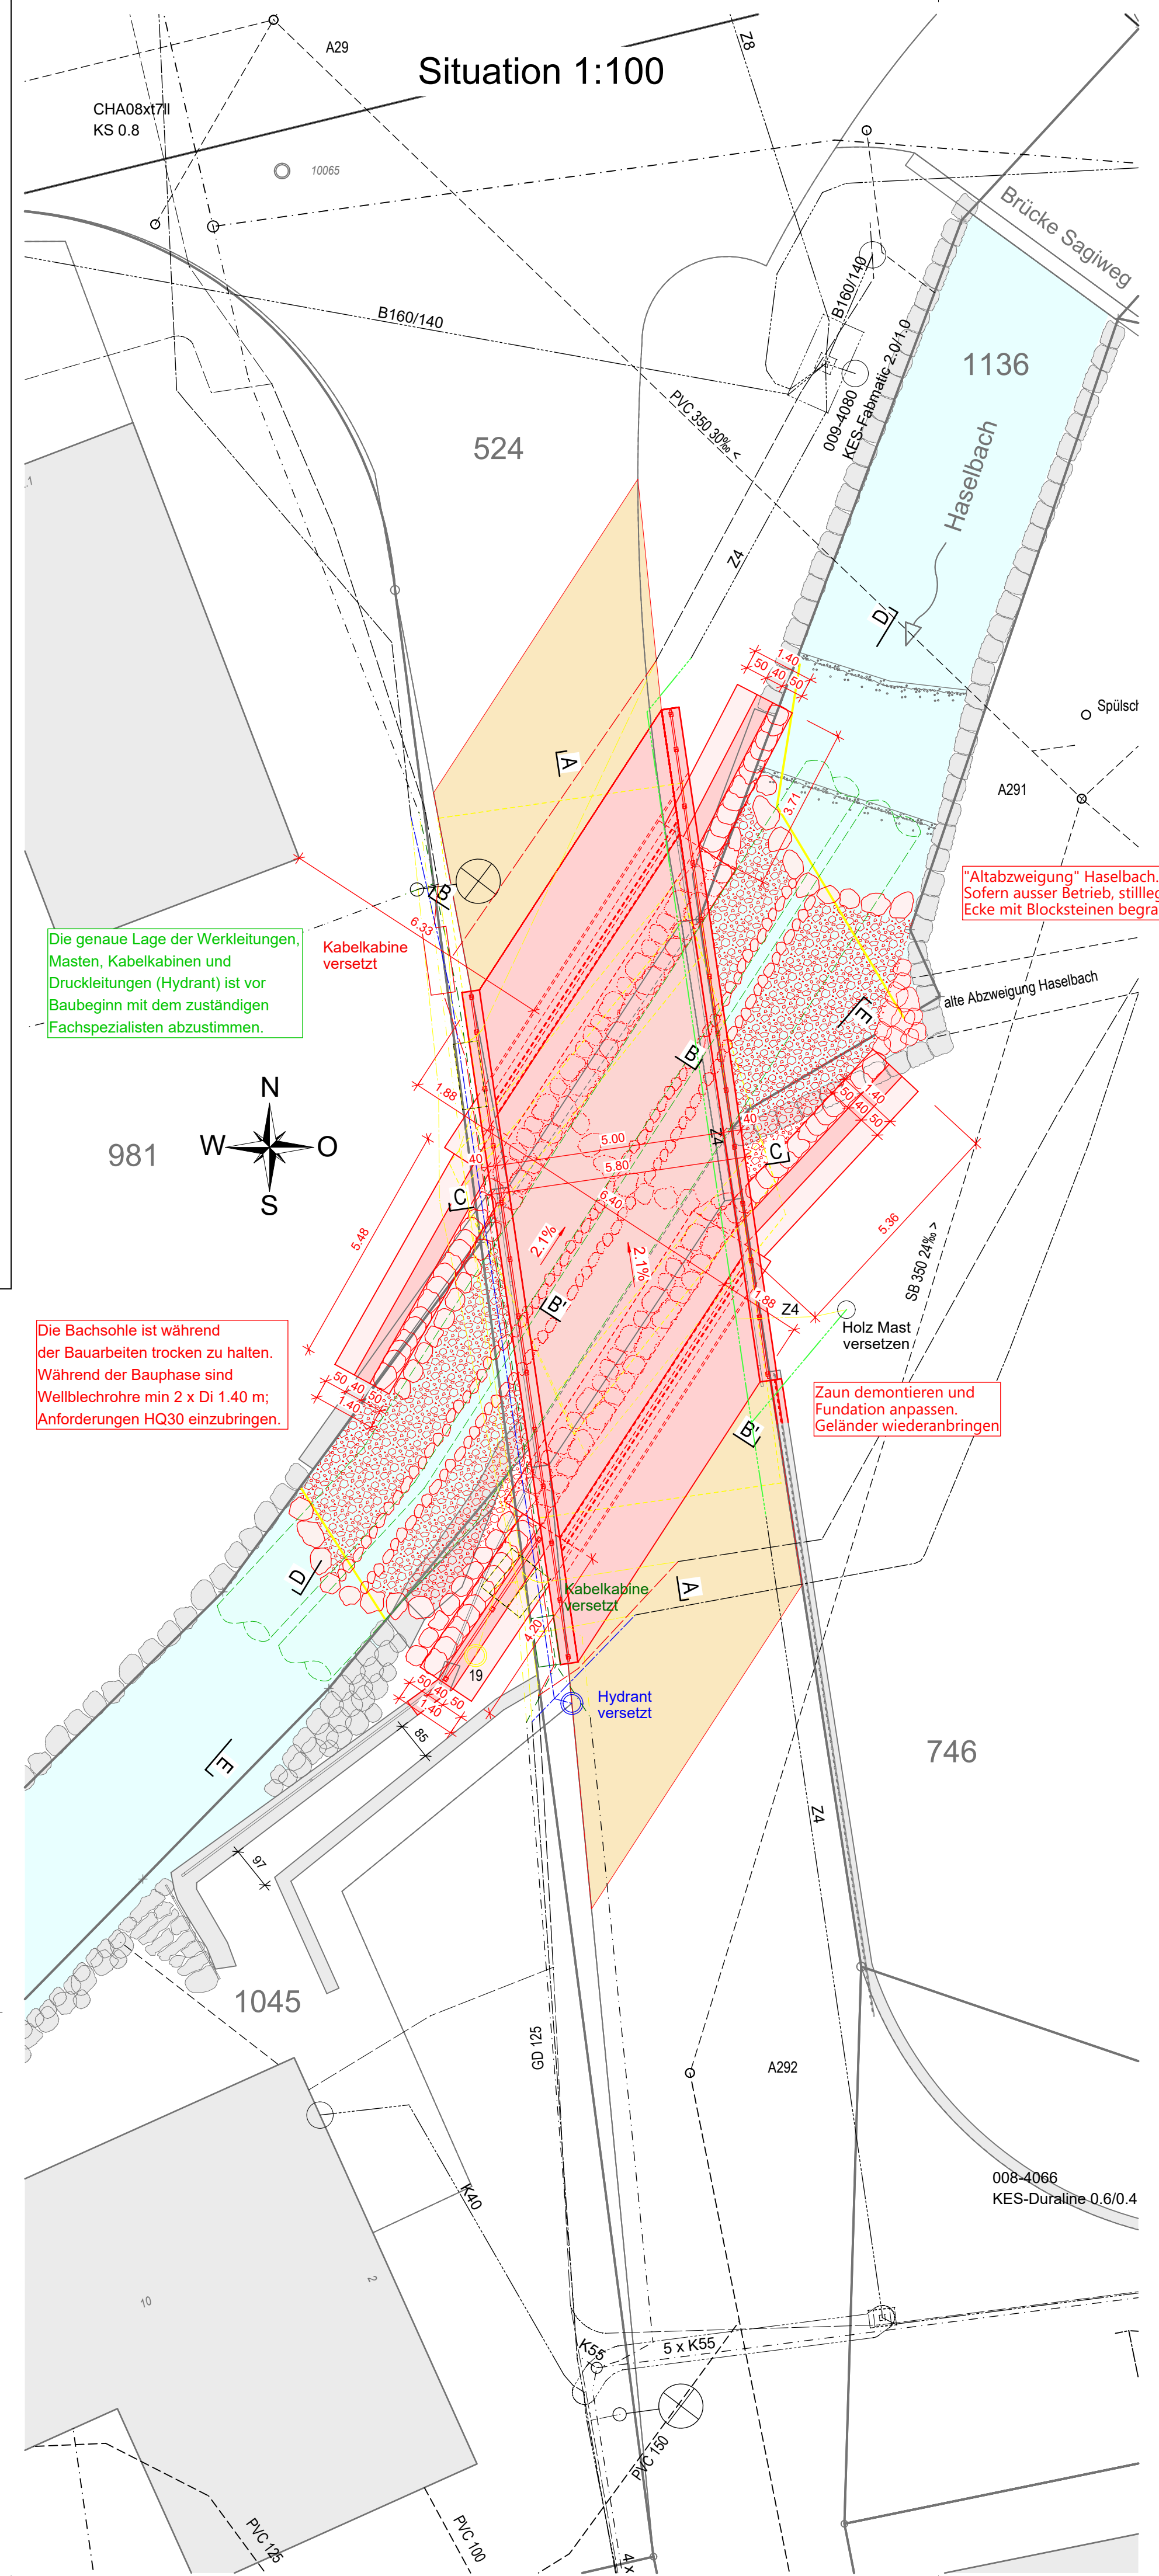 Situation 1:100
A29
Z8
CHA08xt7ll
KS 0.8
10065
Brücke Sagiweg
B160/140
B160/140
1136
009-4080
KES-Fabmatic 2.0/1.0
PVC 350 30‰ <
524
Haselbach
Z4
D
1.40
50 40 50
Spülsch
A
3.71
A291
"Altabzweigung" Haselbach.
Sofern ausser Betrieb, stillleg
Ecke mit Blocksteinen begra
B
6.33
Kabelkabine
versetzt
Die genaue Lage der Werkleitungen,
Masten, Kabelkabinen und
Druckleitungen (Hydrant) ist vor
Baubeginn mit dem zuständigen
Fachspezialisten abzustimmen.
alte Abzweigung Haselbach
E
B
1.88
1.40
50 40 50
N
W O
S
981
40
Z4
5.00
40
5.80
C
C
6.40
5.48
2.1%
2.1%
5.36
SB 350 24‰ >
B'
1.88
Z4
Holz Mast
versetzen
Die Bachsohle ist während
der Bauarbeiten trocken zu halten.
Während der Bauphase sind
Wellblechrohre min 2 x Di 1.40 m;
Anforderungen HQ30 einzubringen.
50 40 50
1.40
Zaun demontieren und
Fundation anpassen.
Geländer wiederanbringen
B'
D
A
Kabelkabine
versetzt
4.20
19
50 40 50
1.40
Hydrant
versetzt
85
E
746
Z4
97
1045
GD 125
A292
008-4066
KES-Duraline 0.6/0.4
K40
2
10
K55
5 x K55
PVC 150
PVC 125
PVC 100
4 x